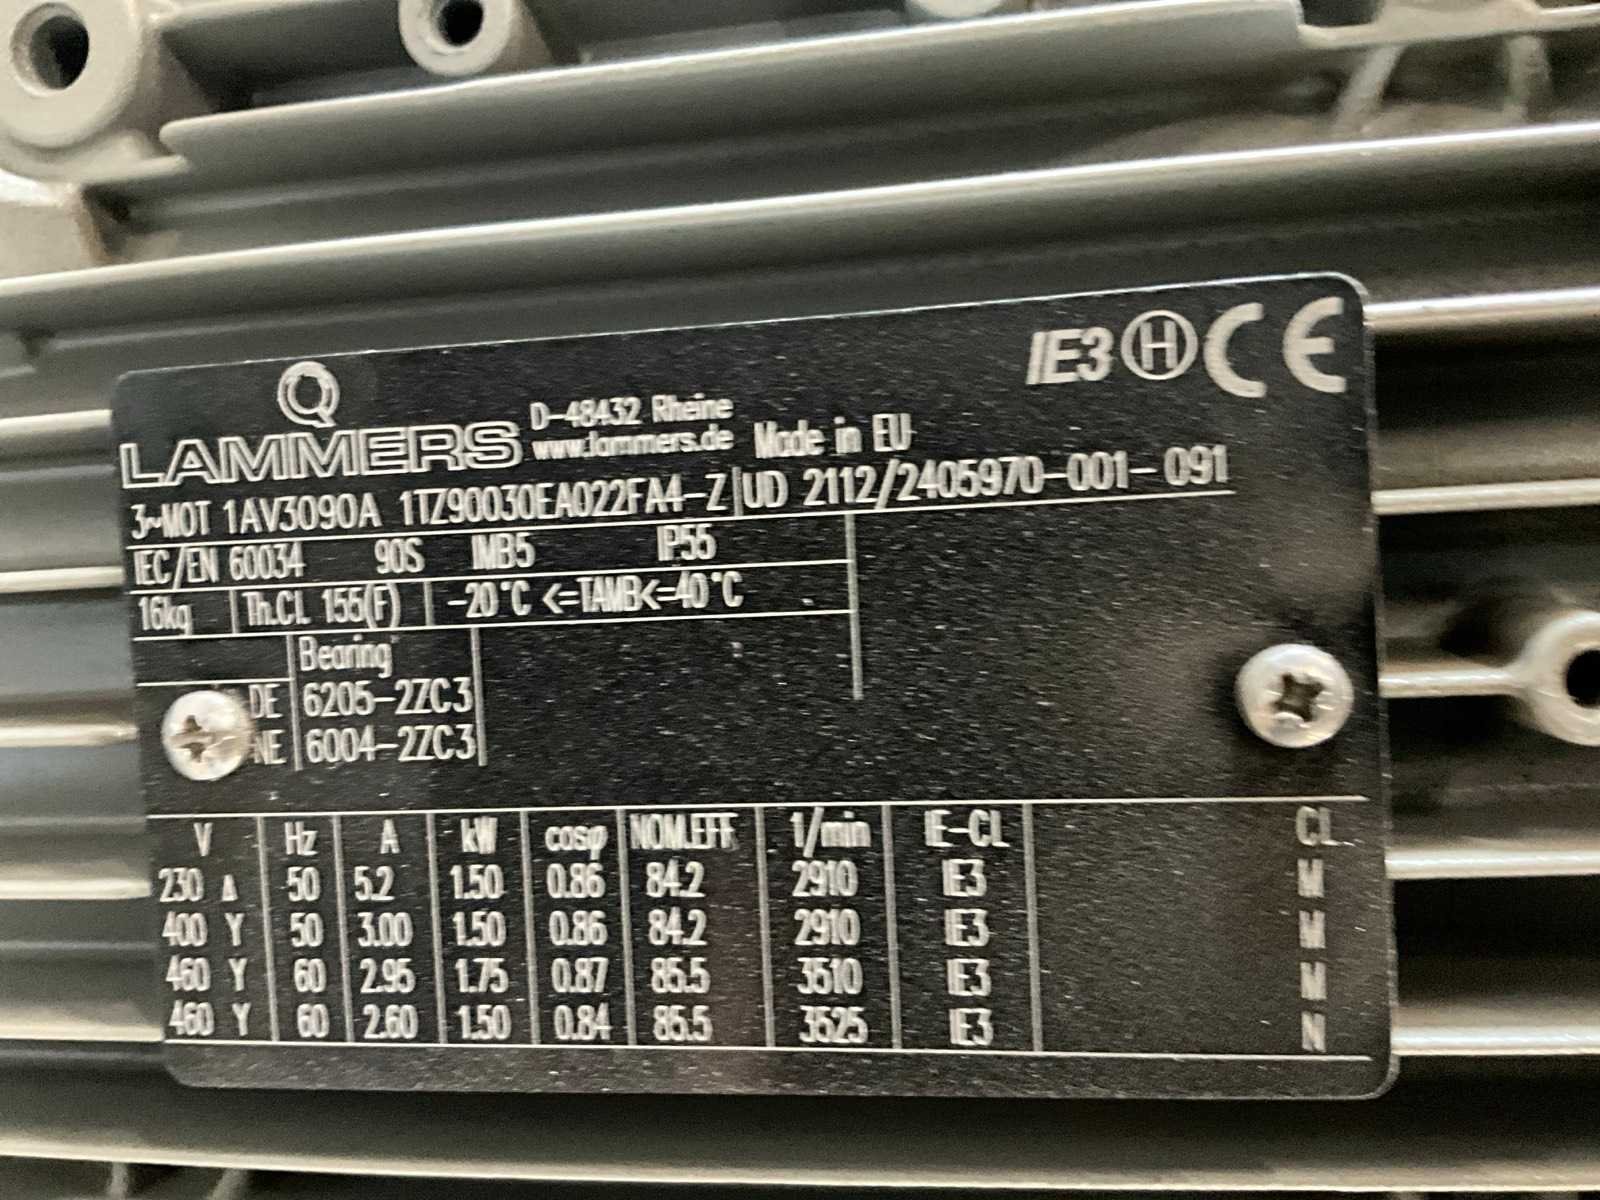 IE3 H CE
LAMMERS
D-48432 Rheine
www.lammers.de Made in EU
3~MOT 1AV3090A 1TZ90030EA022FA4-Z UD 2112/2405970-001-091
IEC/EN 60034 90S IMB5 IP55
16kg Th.Cl. 155(F) -20°C <=TAMB<=40°C
Bearing
DE 6205-2ZC3
NE 6004-2ZC3
V Hz A kW cosφ NOM.EFF 1/min IE-CL CL.
230 Δ 50 5.2 1.50 0.86 84.2 2910 IE3 M
400 Y 50 3.00 1.50 0.86 84.2 2910 IE3 M
460 Y 60 2.95 1.75 0.87 85.5 3510 IE3 M
460 Y 60 2.60 1.50 0.84 85.5 3525 IE3 N